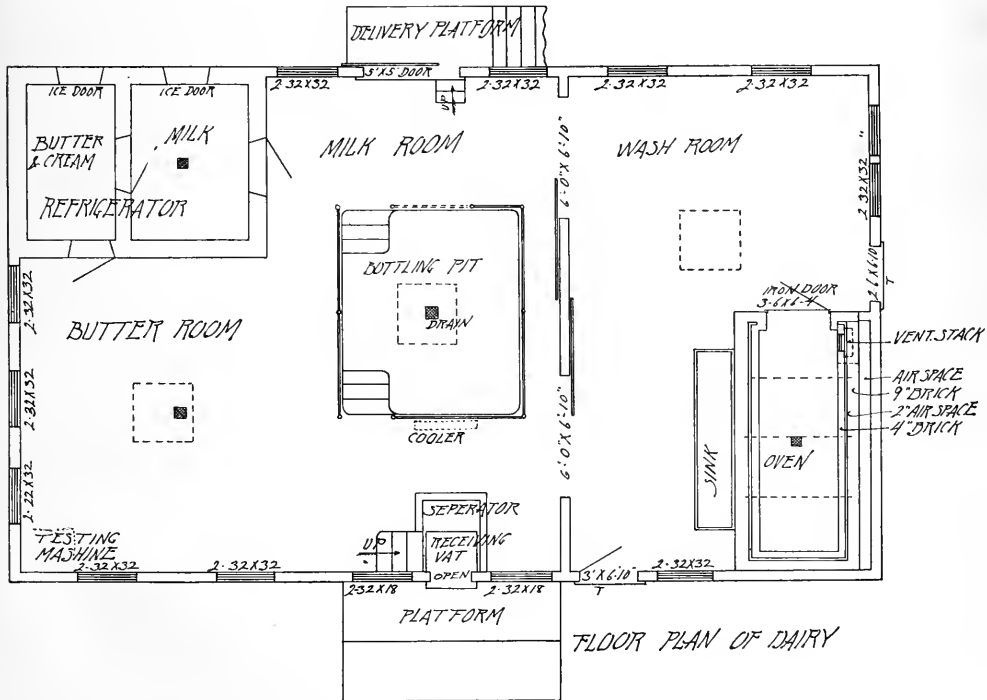 DELIVERY PLATFORM
5'X5' DOOR
2-32X32
2-32X32
2-32X32
2-32X32
ICE DOOR
ICE DOOR
UP
BUTTER
& CREAM
MILK
MILK ROOM
WASH ROOM
6'-0"X6'-10"
2 32X32"
REFRIGERATOR
BOTTLING PIT
DRAIN
2-32X32
BUTTER ROOM
2 6X6-10
T
IRON DOOR
3-6X6-4
VENT. STACK
AIR SPACE
9" BRICK
2" AIR SPACE
4" BRICK
2-32X32
COOLER
6'-0"X6'-10"
SINK
OVEN
2-22X32
SEPERATOR
TESTING
MASHINE
UP
RECEIVING
VAT
OPEN
2-32X32
2-32X32
2-32X18
2-32X18
3'X6'-10"
T
2-32X32
PLATFORM
FLOOR PLAN OF DAIRY